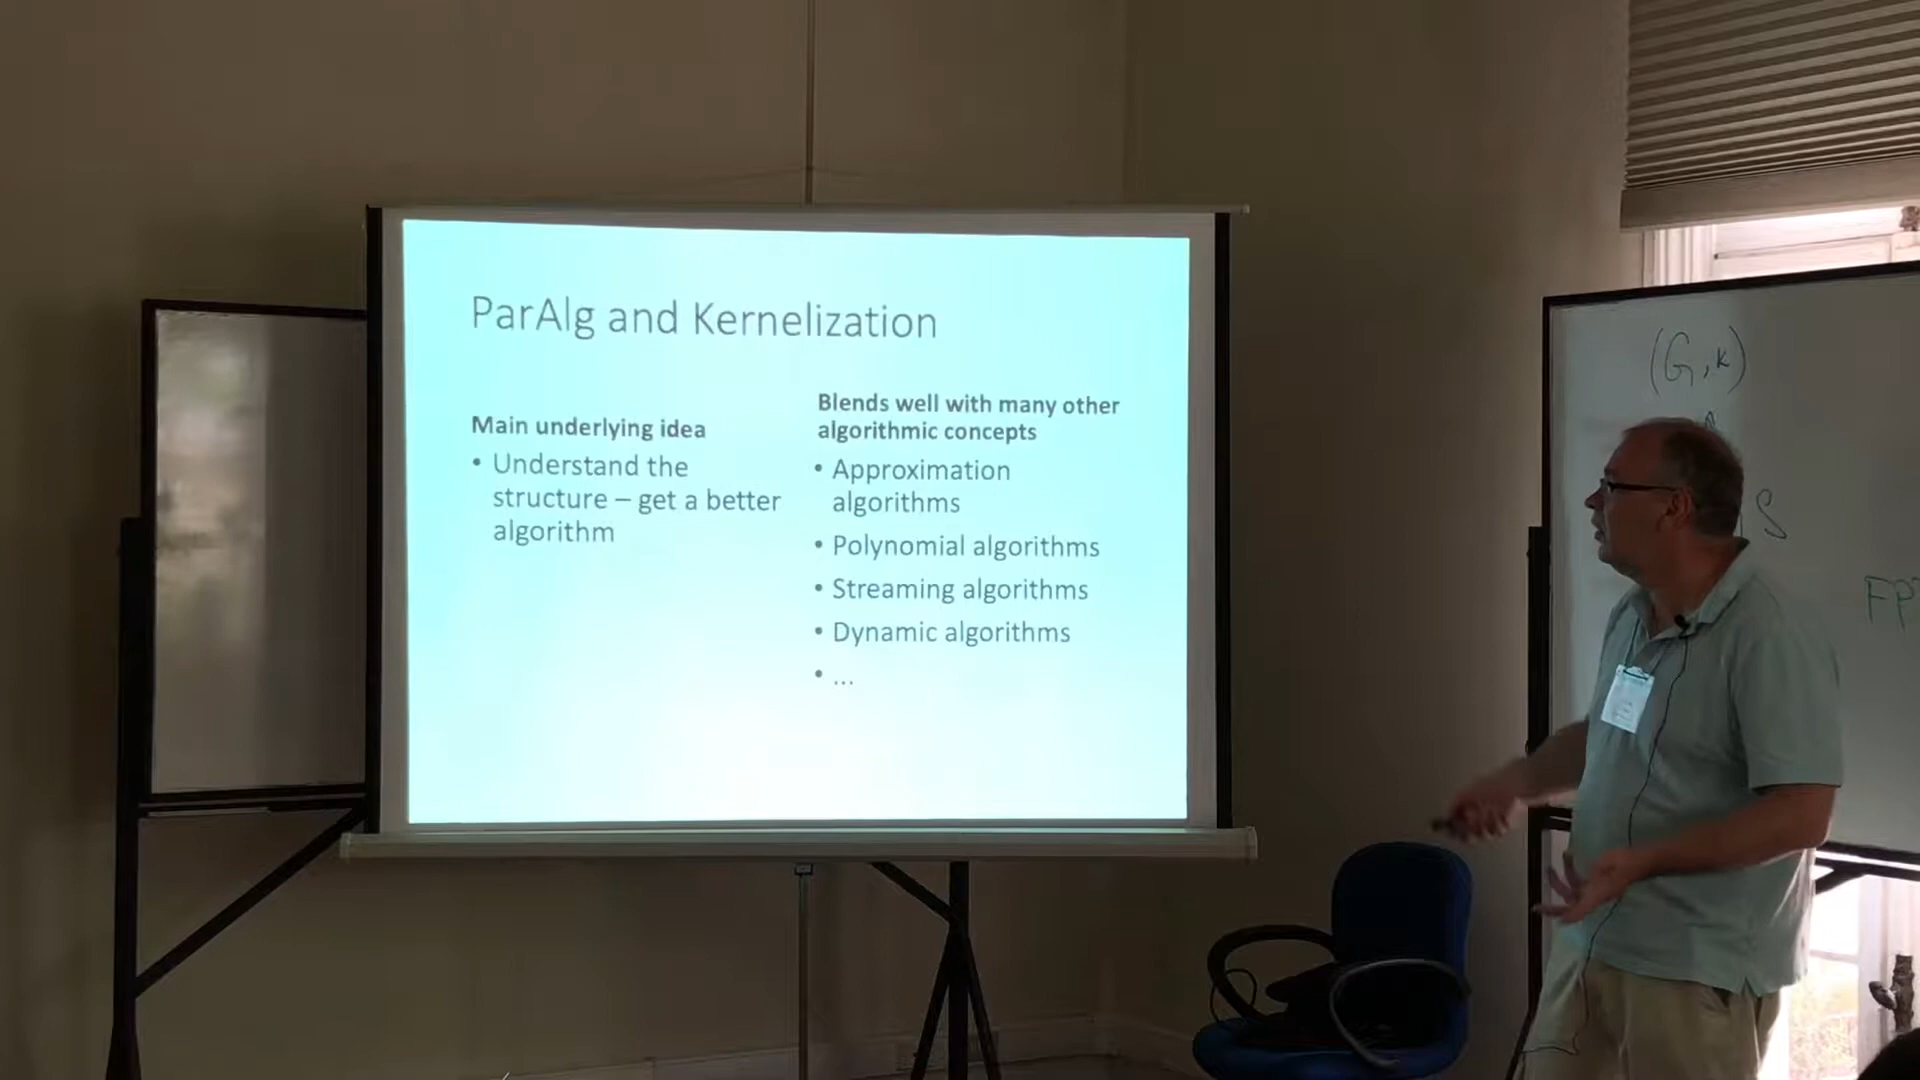 ParAlg and Kernelization
Main underlying idea
• Understand the
structure – get a better
algorithm
Blends well with many other
algorithmic concepts
• Approximation
algorithms
• Polynomial algorithms
• Streaming algorithms
• Dynamic algorithms
• ...
(G,k)
S
FP